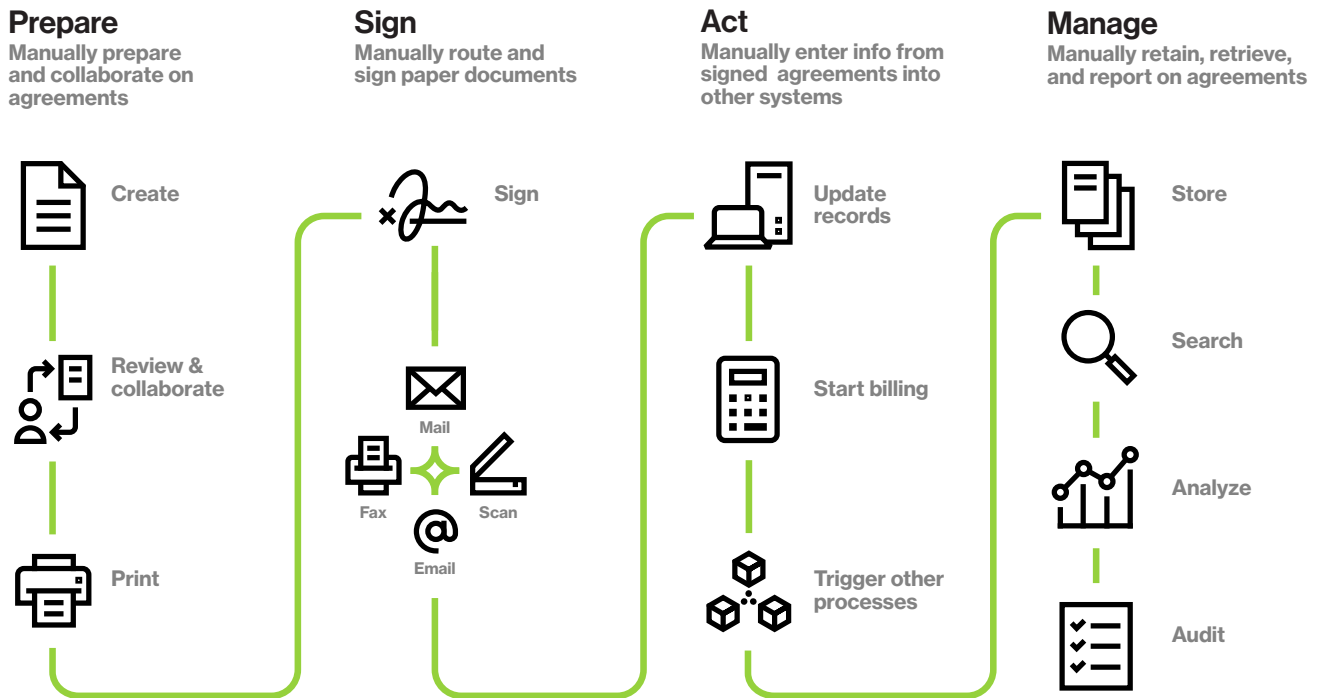 Prepare
Manually prepare
and collaborate on
agreements
Create
Review &
collaborate
Print
Sign
Manually route and
sign paper documents
Sign
Mail
Fax
Scan
Email
Act
Manually enter info from
signed agreements into
other systems
Update
records
Start billing
Trigger other
processes
Manage
Manually retain, retrieve,
and report on agreements
Store
Search
Analyze
Audit